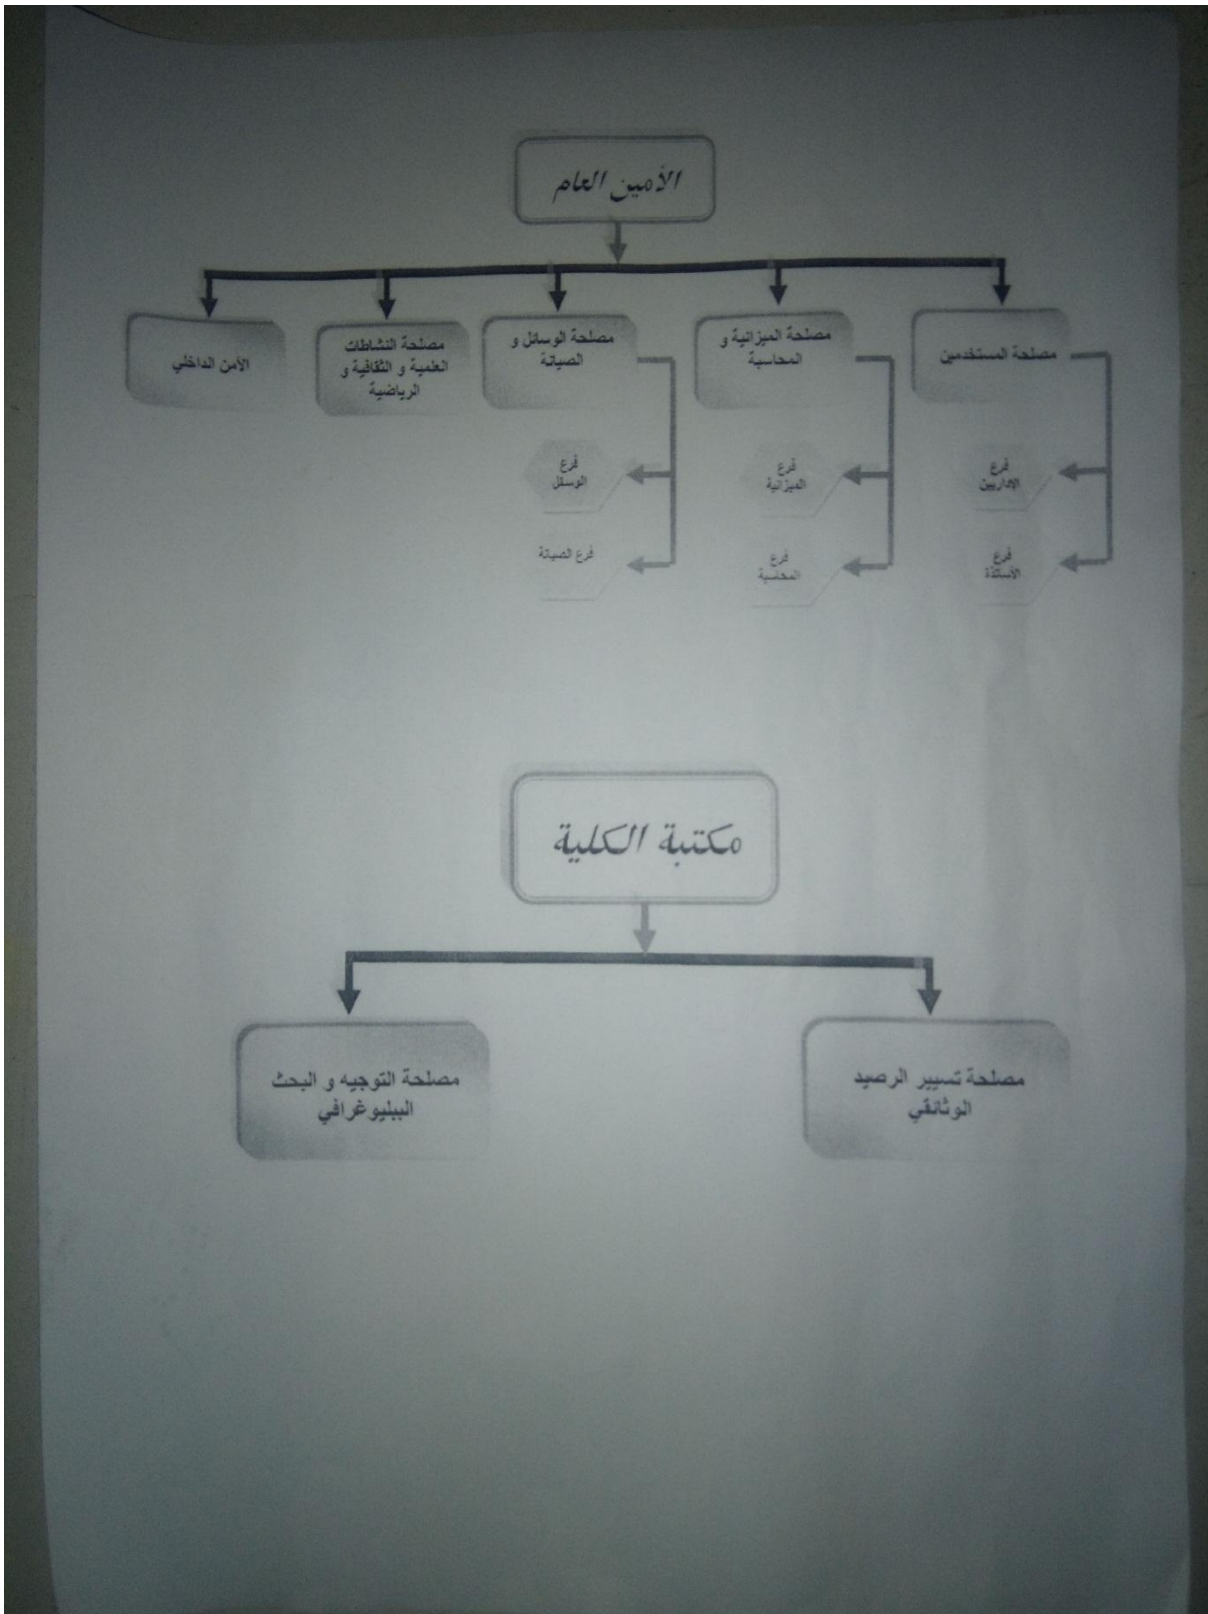 الأمين العام
مصلحة المستخدمين
مصلحة الميزانية و
المحاسبة
مصلحة الوسائل و
الصيانة
مصلحة النشاطات
العلمية و الثقافية و
الرياضية
الأمن الداخلي
فرع
الإداريين
فرع
الميزانية
فرع
الوسائل
فرع
الأساتذة
فرع
المحاسبة
فرع الصيانة
مكتبة الكلية
مصلحة تسيير الرصيد
الوثائقي
مصلحة التوجيه و البحث
الببليوغرافي